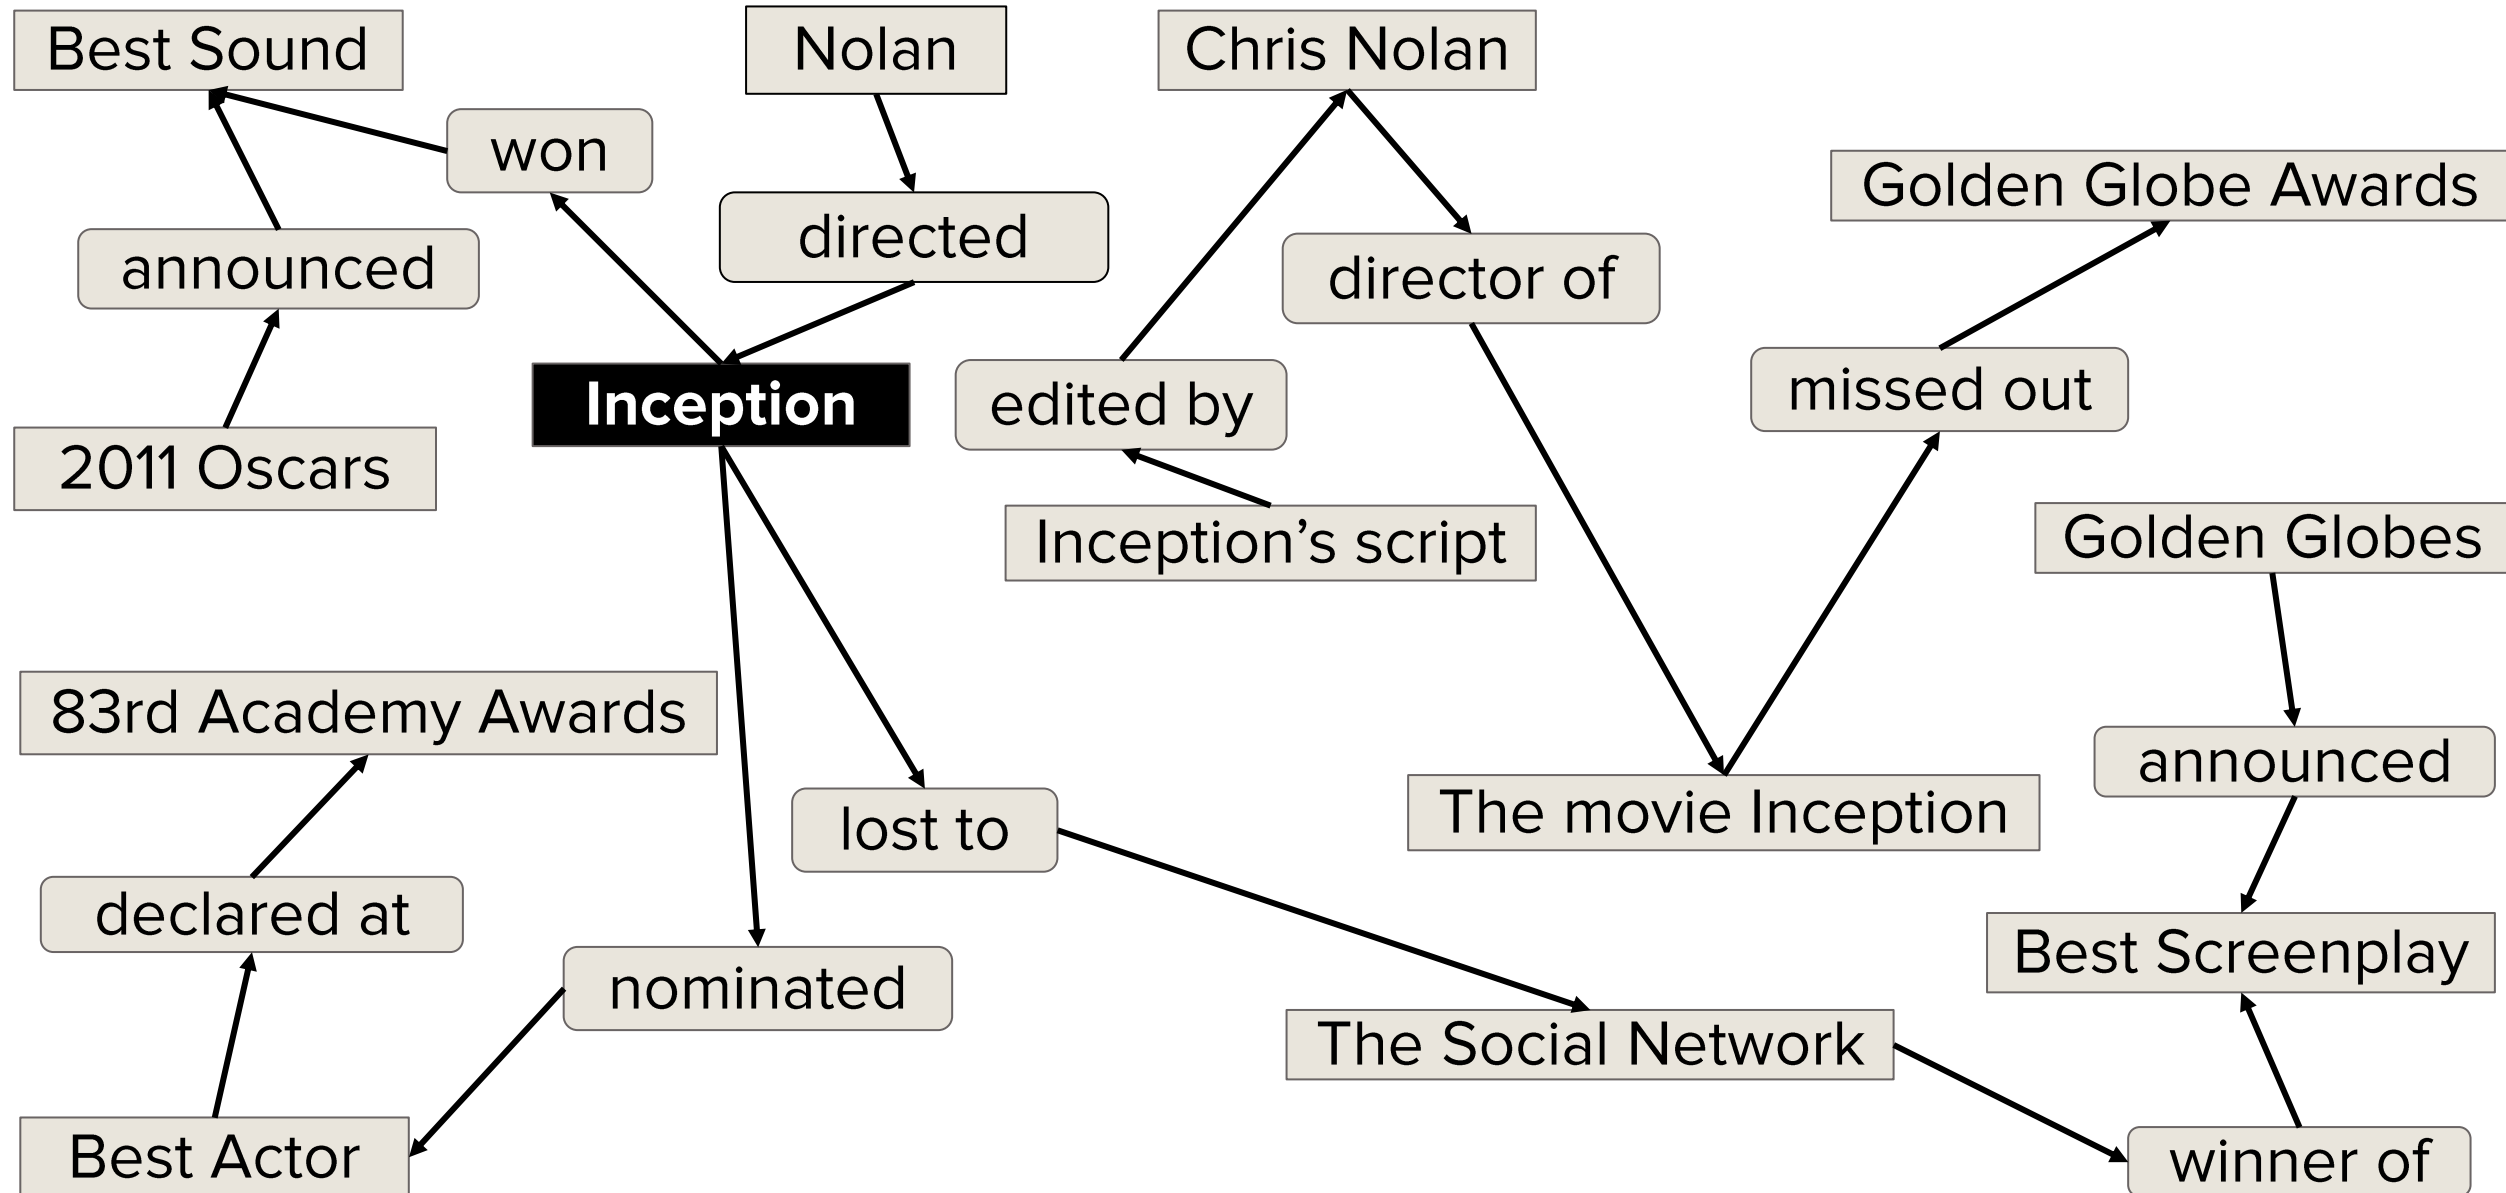 Best Sound
Nolan
Chris Nolan
won
Golden Globe Awards
directed
announced
director of
Inception
edited by
missed out
2011 Oscars
Inception’s script
Golden Globes
83rd Academy Awards
announced
lost to
The movie Inception
declared at
Best Screenplay
nominated
The Social Network
Best Actor
winner of